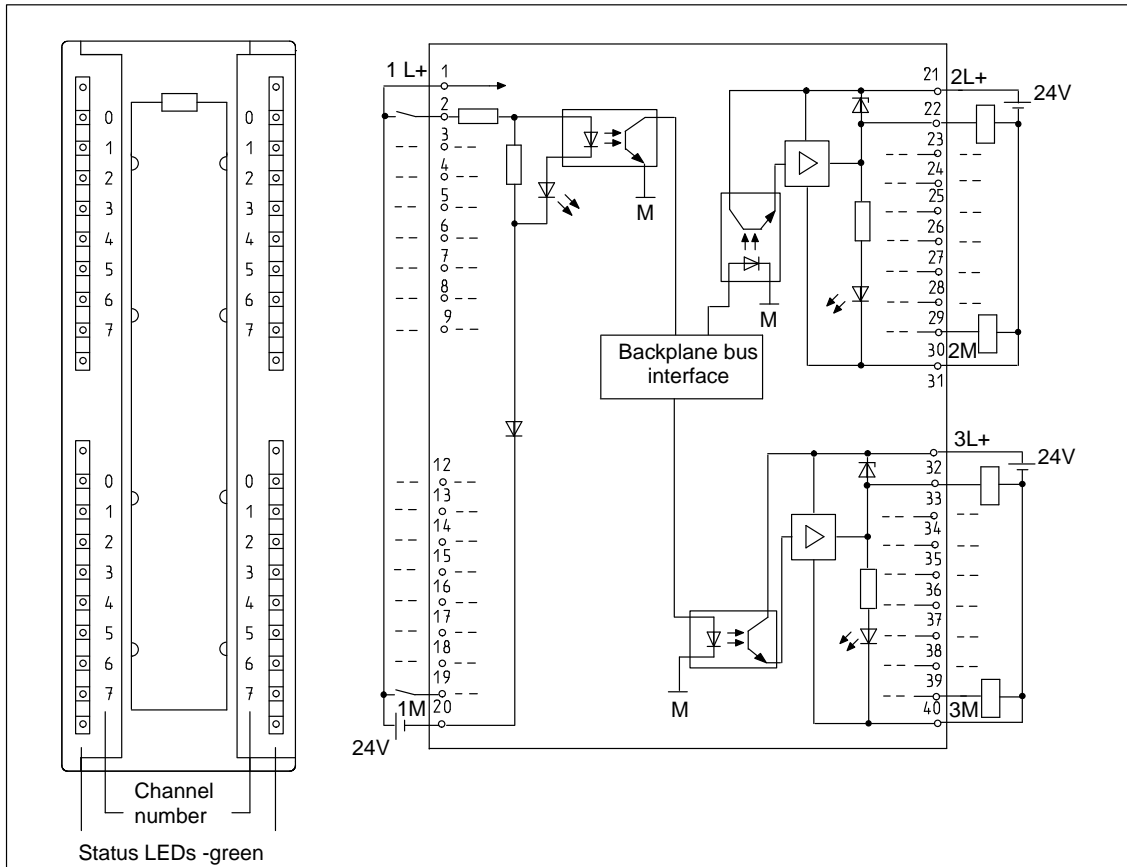 0 0
1 1
2 2
3 3
4 4
5 5
6 6
7 7
0 0
1 1
2 2
3 3
4 4
5 5
6 6
7 7
Channel
number
Status LEDs -green
1 L+ 1
2
3
4
5
6
7
8
9
12
13
14
15
16
17
18
19
1M 20
24V
M
M
Backplane bus
interface
M
21 2L+
24V
22
23
24
25
26
27
28
29
30 2M
31
3L+
24V
32
33
34
35
36
37
38
39
40 3M